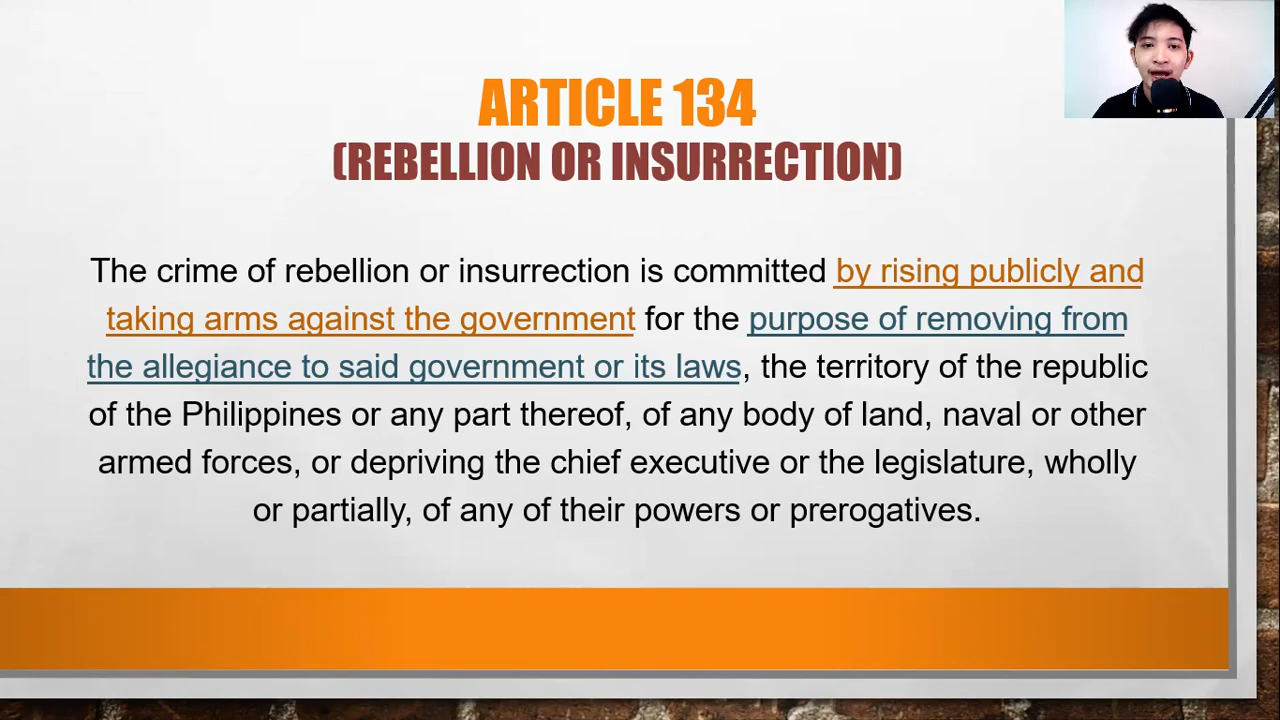 ARTICLE 134
(REBELLION OR INSURRECTION)
The crime of rebellion or insurrection is committed by rising publicly and
taking arms against the government for the purpose of removing from
the allegiance to said government or its laws, the territory of the republic
of the Philippines or any part thereof, of any body of land, naval or other
armed forces, or depriving the chief executive or the legislature, wholly
or partially, of any of their powers or prerogatives.